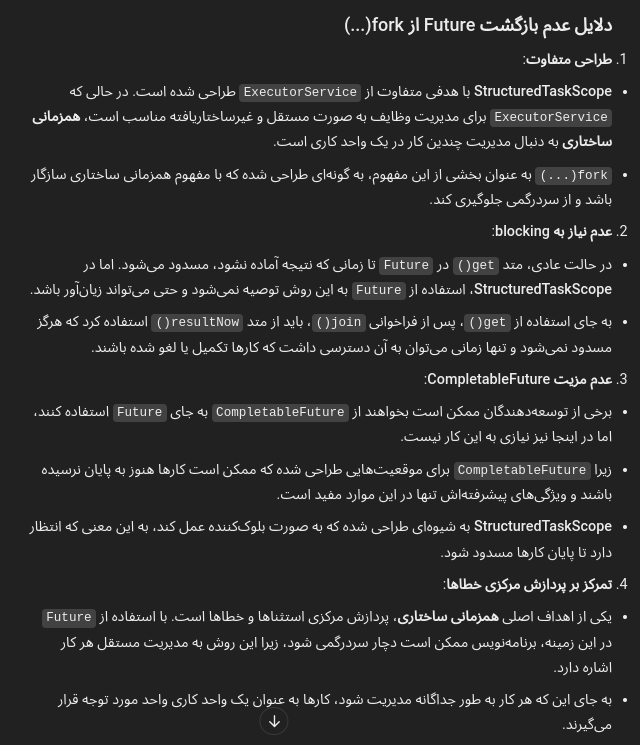 دلایل عدم بازگشت Future از fork(...)
1. طراحی متفاوت:
• StructuredTaskScope با هدفی متفاوت از ExecutorService طراحی شده است. در حالی که
ExecutorService برای مدیریت وظایف به صورت مستقل و غیرساختاریافته مناسب است، همزمانی
ساختاری به دنبال مدیریت چندین کار در یک واحد کاری است.
• fork(...) به عنوان بخشی از این مفهوم، به گونه‌ای طراحی شده که با مفهوم همزمانی ساختاری سازگار
باشد و از سردرگمی جلوگیری کند.
2. عدم نیاز به blocking:
• در حالت عادی، متد get() در Future تا زمانی که نتیجه آماده نشود، مسدود می‌شود. اما در
StructuredTaskScope، استفاده از Future به این روش توصیه نمی‌شود و حتی می‌تواند زیان‌آور باشد.
• به جای استفاده از get()، پس از فراخوانی join()، باید از متد resultNow() استفاده کرد که هرگز
مسدود نمی‌شود و تنها زمانی می‌توان به آن دسترسی داشت که کارها تکمیل یا لغو شده باشند.
3. عدم مزیت CompletableFuture:
• برخی از توسعه‌دهندگان ممکن است بخواهند از CompletableFuture به جای Future استفاده کنند،
اما در اینجا نیز نیازی به این کار نیست.
• زیرا CompletableFuture برای موقعیت‌هایی طراحی شده که ممکن است کارها هنوز به پایان نرسیده
باشند و ویژگی‌های پیشرفته‌اش تنها در این موارد مفید است.
• StructuredTaskScope به شیوه‌ای طراحی شده که به صورت بلوک‌کننده عمل کند، به این معنی که انتظار
دارد تا پایان کارها مسدود شود.
4. تمرکز بر پردازش مرکزی خطاها:
• یکی از اهداف اصلی همزمانی ساختاری، پردازش مرکزی استثناها و خطاها است. با استفاده از Future
در این زمینه، برنامه‌نویس ممکن است دچار سردرگمی شود، زیرا این روش به مدیریت مستقل هر کار
اشاره دارد.
• به جای این که هر کار به طور جداگانه مدیریت شود، کارها به عنوان یک واحد کاری واحد مورد توجه قرار
می‌گیرند.